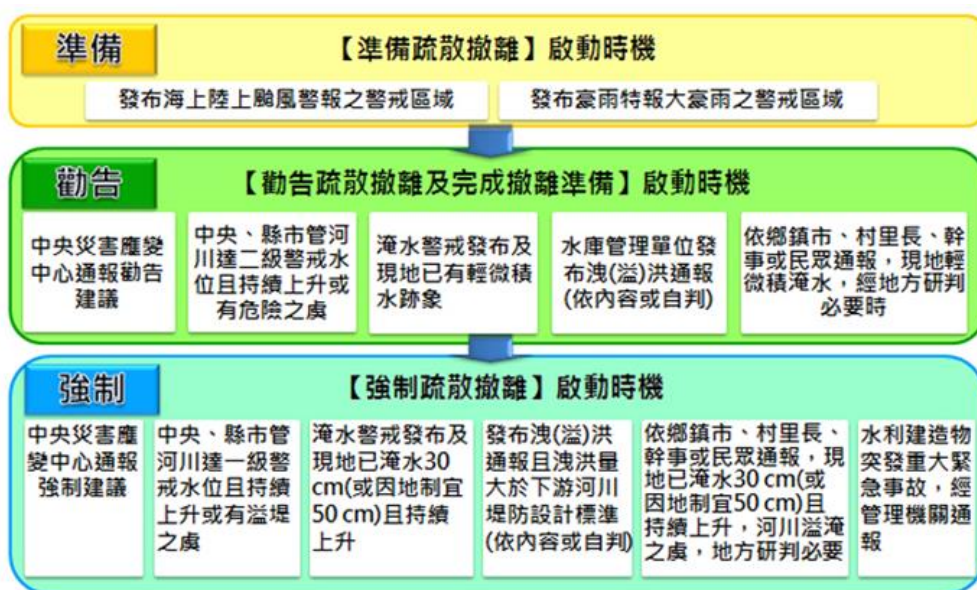 準備
【準備疏散撤離】啟動時機
發布海上陸上颱風警報之警戒區域
發布豪雨特報大豪雨之警戒區域
勸告
【勸告疏散撤離及完成撤離準備】啟動時機
中央災害應變
中心通報勸告
建議
中央、縣市管河
川達二級警戒水
位且持續上升或
有危險之虞
淹水警戒發布及
現地已有輕微積
水跡象
水庫管理單位發
布洩(溢)洪通報
(依內容或自判)
依鄉鎮市、村里長、幹
事或民眾通報，現地輕
微積淹水，經地方研判
必要時
強制
【強制疏散撤離】啟動時機
中央災害應
變中心通報
強制建議
中央、縣市管
河川達一級警
戒水位且持續
上升或有溢堤
之虞
淹水警戒發布及
現地已淹水30
cm(或因地制宜
50 cm)且持續
上升
發布洩(溢)洪
通報且洩洪量
大於下游河川
堤防設計標準
(依內容或自判)
依鄉鎮市、村里長、
幹事或民眾通報，現
地已淹水30 cm(或
因地制宜50 cm)且
持續上升，河川溢淹
之虞，地方研判必要
水利建造物
突發重大緊
急事故，經
管理機關通
報